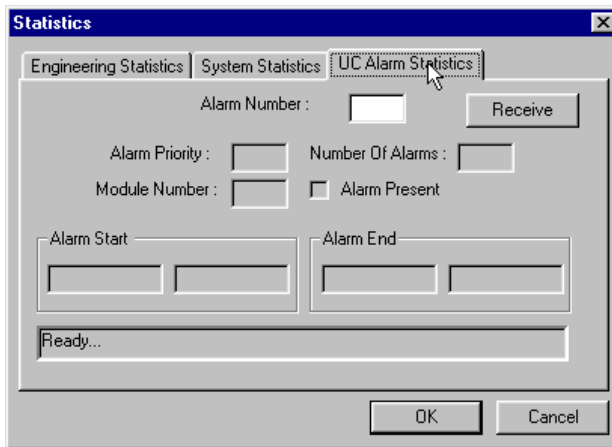 Statistics
Engineering Statistics System Statistics UC Alarm Statistics
Alarm Number :
Receive
Alarm Priority : Number Of Alarms :
Module Number : Alarm Present
Alarm Start Alarm End
Ready...
OK Cancel